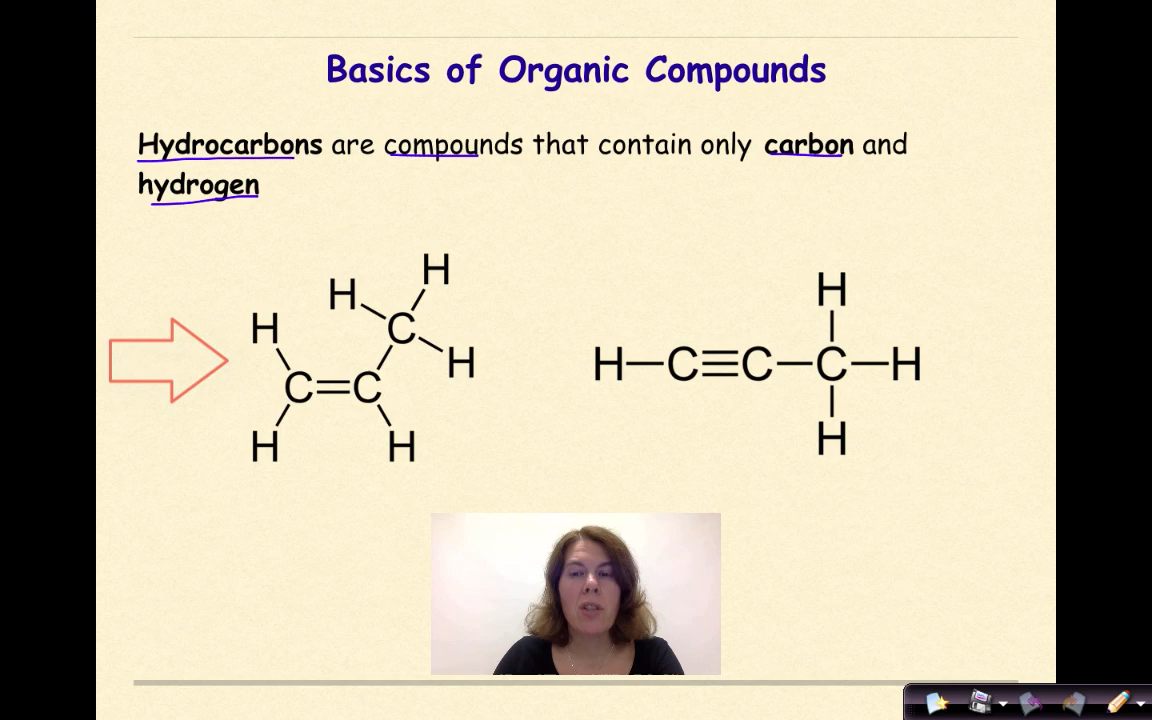 Basics of Organic Compounds
Hydrocarbons are compounds that contain only carbon and
hydrogen
H
H
H
C
H
C=C
H
H
H
H–C≡C–C–H
H